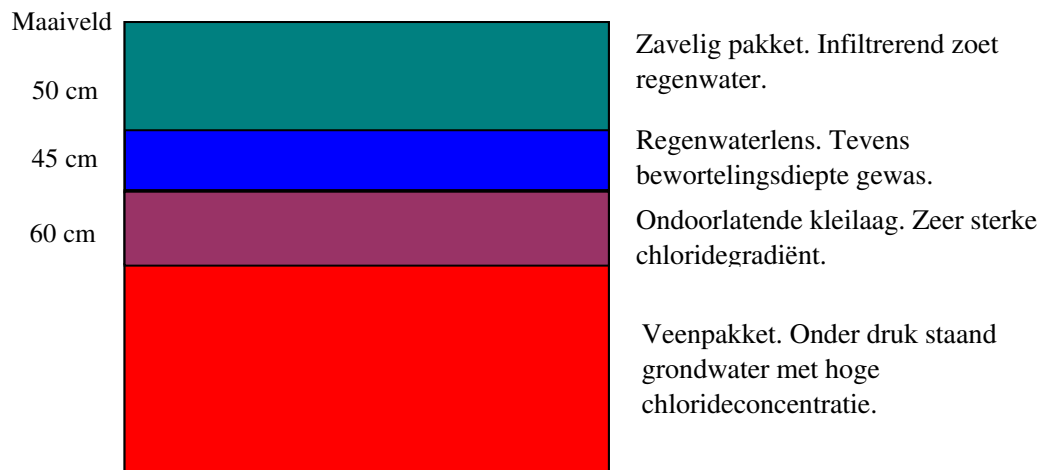 Maaiveld
Zavelig pakket. Infiltrerend zoet
regenwater.
50 cm
Regenwaterlens. Tevens
bewortelingsdiepte gewas.
45 cm
Ondoorlatende kleilaag. Zeer sterke
chloridegradiënt.
60 cm
Veenpakket. Onder druk staand
grondwater met hoge
chlorideconcentratie.